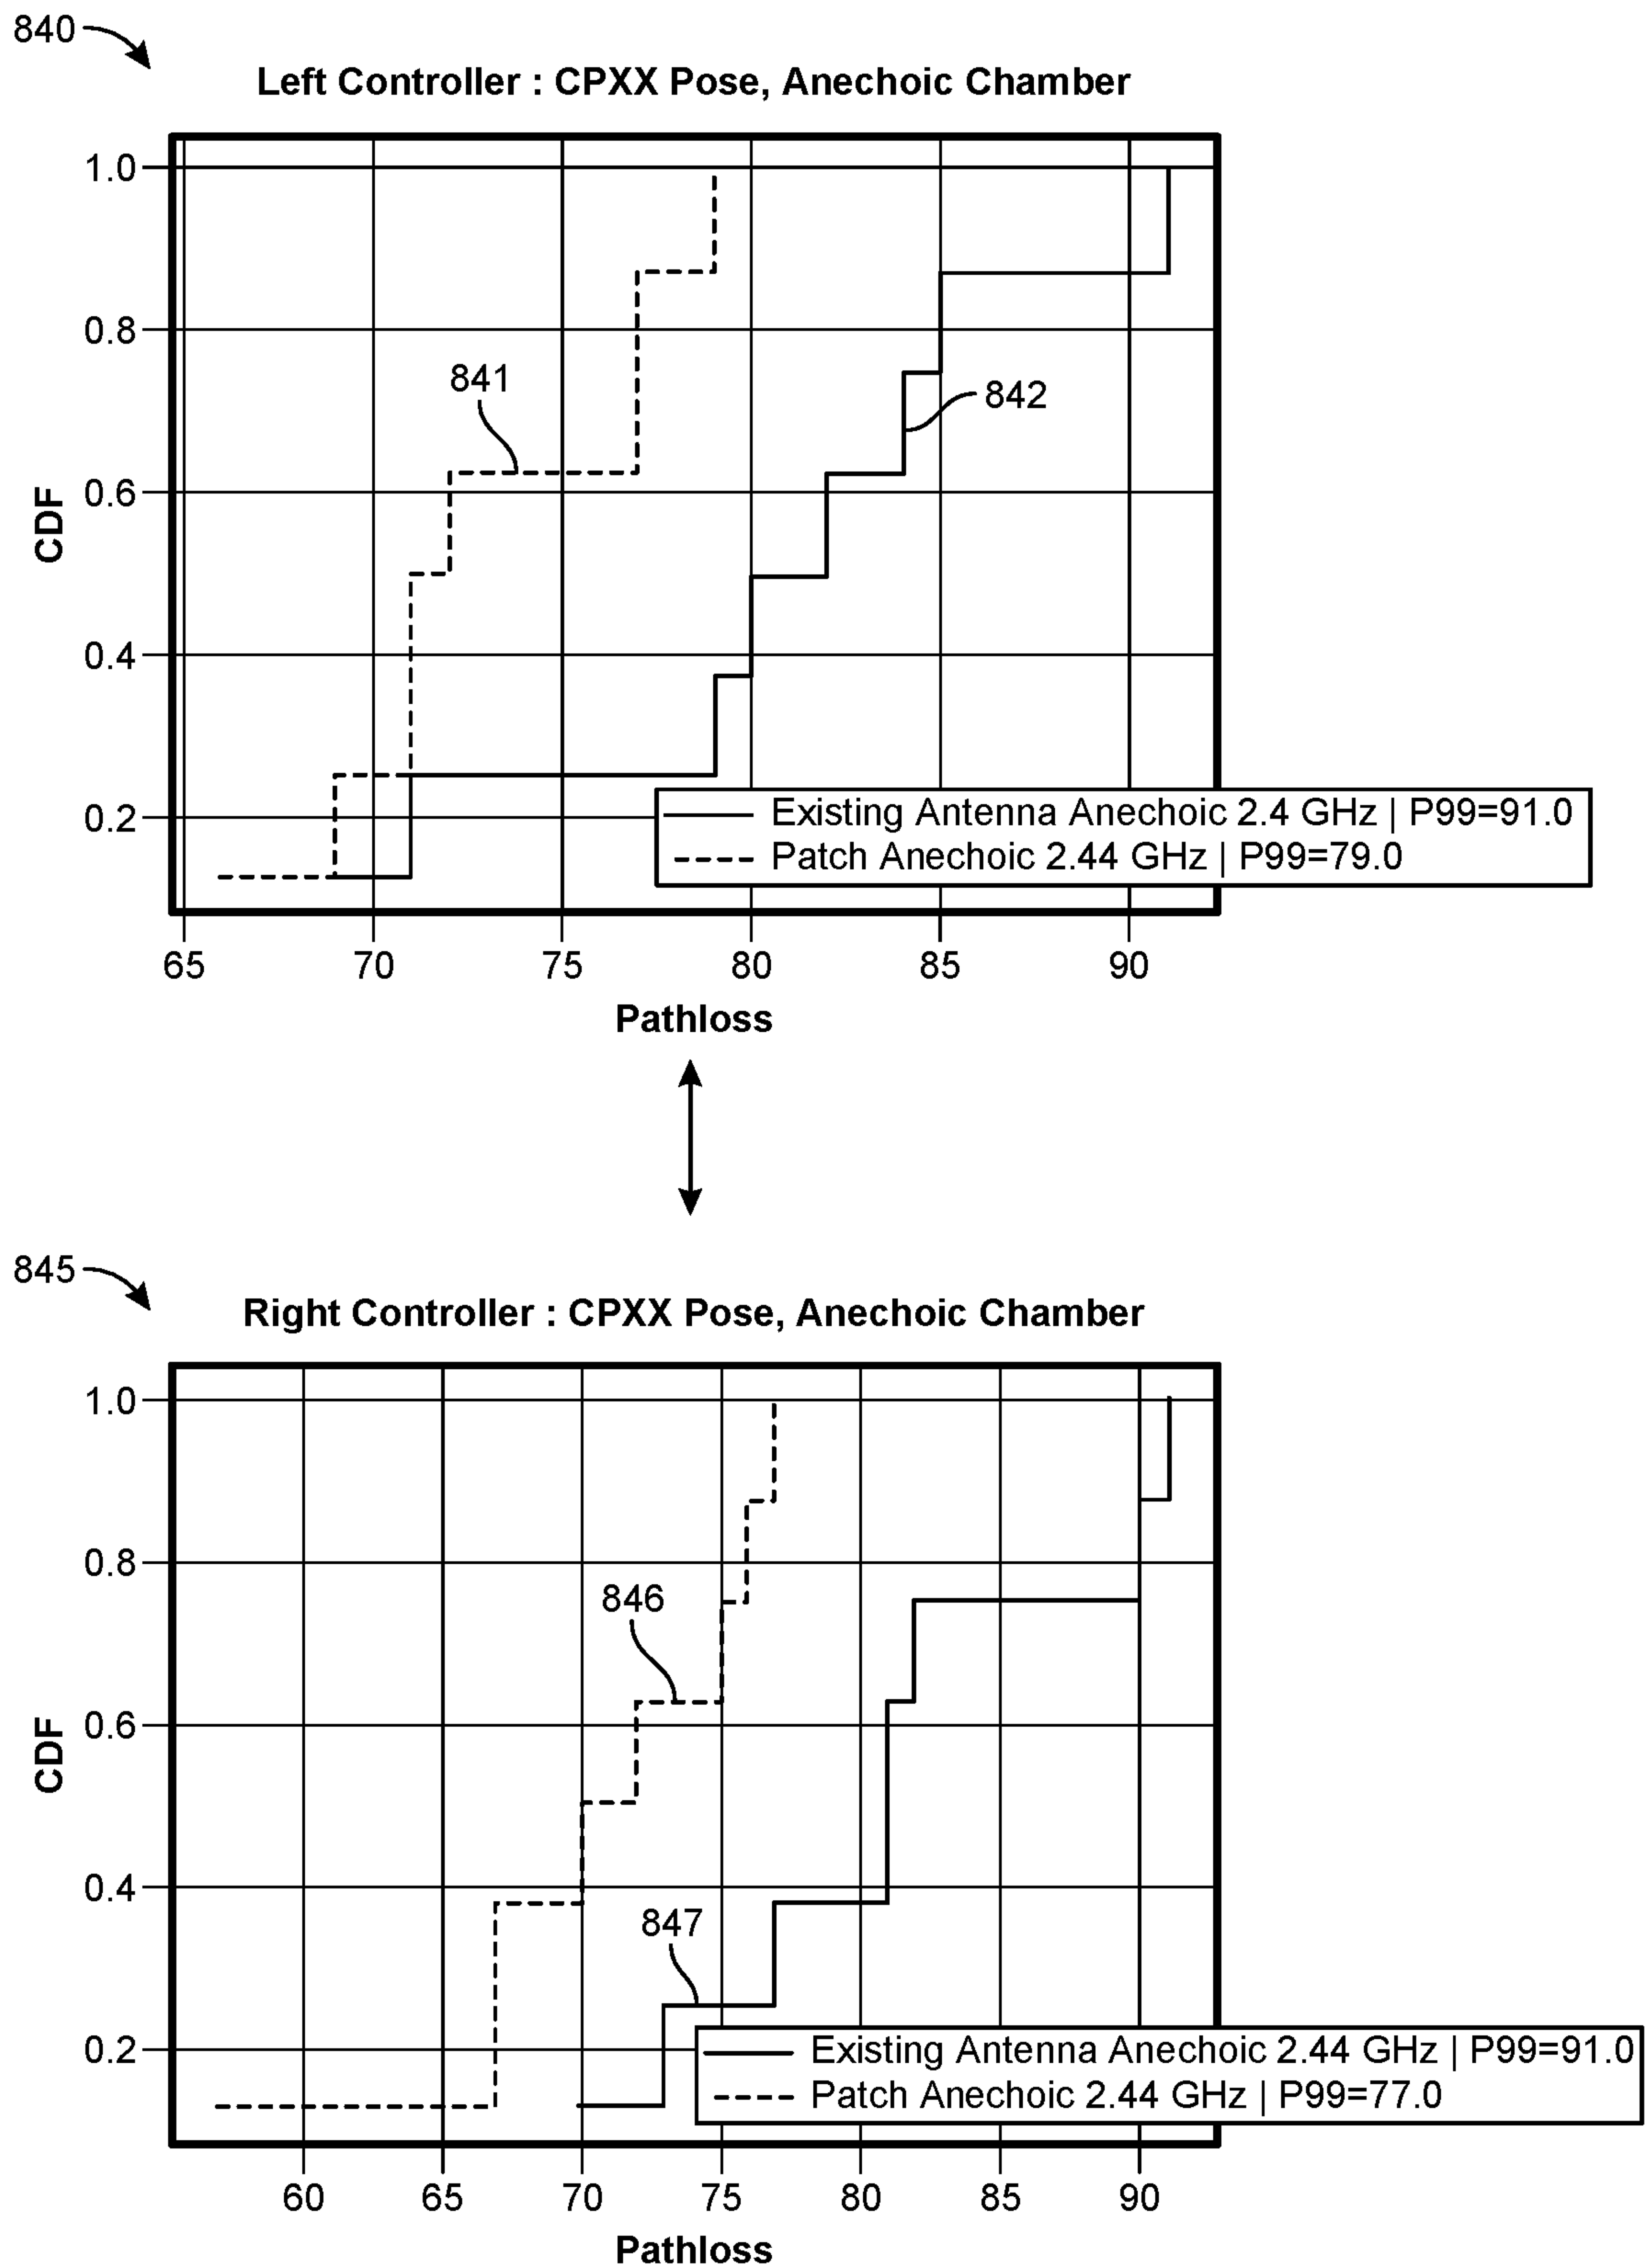 840
Left Controller : CPXX Pose, Anechoic Chamber
1.0
0.8
0.6
0.4
0.2
CDF
841
842
Existing Antenna Anechoic 2.4 GHz | P99=91.0
Patch Anechoic 2.44 GHz | P99=79.0
65 70 75 80 85 90
Pathloss
845
Right Controller : CPXX Pose, Anechoic Chamber
1.0
0.8
0.6
0.4
0.2
CDF
846
847
Existing Antenna Anechoic 2.44 GHz | P99=91.0
Patch Anechoic 2.44 GHz | P99=77.0
60 65 70 75 80 85 90
Pathloss